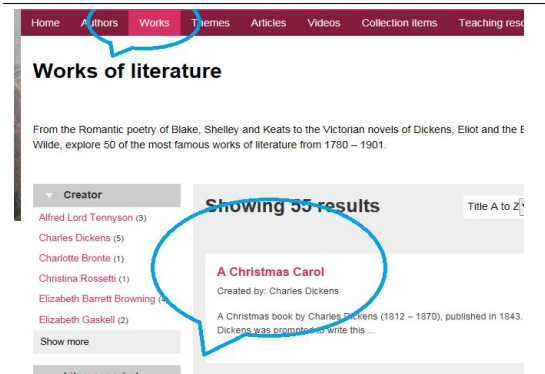 Home Authors Works Themes Articles Videos Collection items Teaching reso
Works of literature
From the Romantic poetry of Blake, Shelley and Keats to the Victorian novels of Dickens, Eliot and the B
Wilde, explore 50 of the most famous works of literature from 1780 – 1901.
Creator
Alfred Lord Tennyson (3)
Charles Dickens (5)
Charlotte Bronte (1)
Christina Rossetti (1)
Elizabeth Barrett Browning (4)
Elizabeth Gaskell (2)
Show more
Showing 55 results
Title A to Z
A Christmas Carol
Created by: Charles Dickens
A Christmas book by Charles Dickens (1812 – 1870), published in 1843.
Dickens was prompted to write this ...